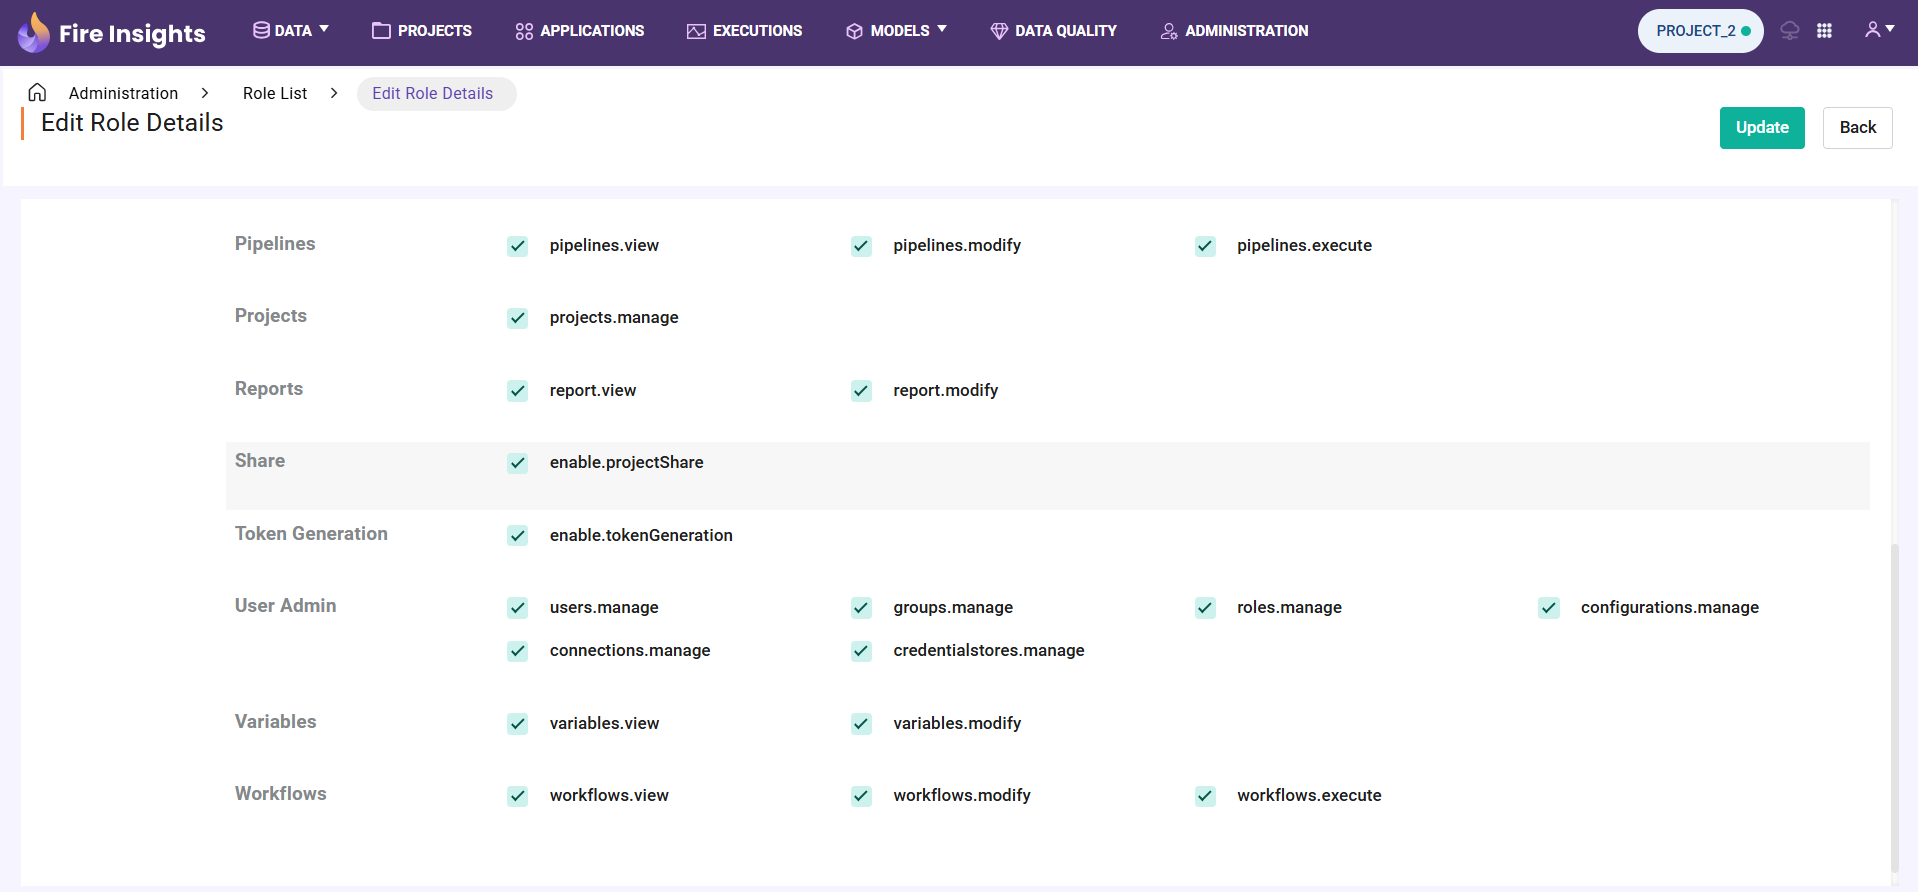 Fire Insights DATA PROJECTS APPLICATIONS EXECUTIONS MODELS DATA QUALITY ADMINISTRATION PROJECT_2
Administration Role List Edit Role Details
Edit Role Details
Update Back
Pipelines pipelines.view pipelines.modify pipelines.execute
Projects projects.manage
Reports report.view report.modify
Share enable.projectShare
Token Generation enable.tokenGeneration
User Admin users.manage groups.manage roles.manage configurations.manage
connections.manage credentialstores.manage
Variables variables.view variables.modify
Workflows workflows.view workflows.modify workflows.execute